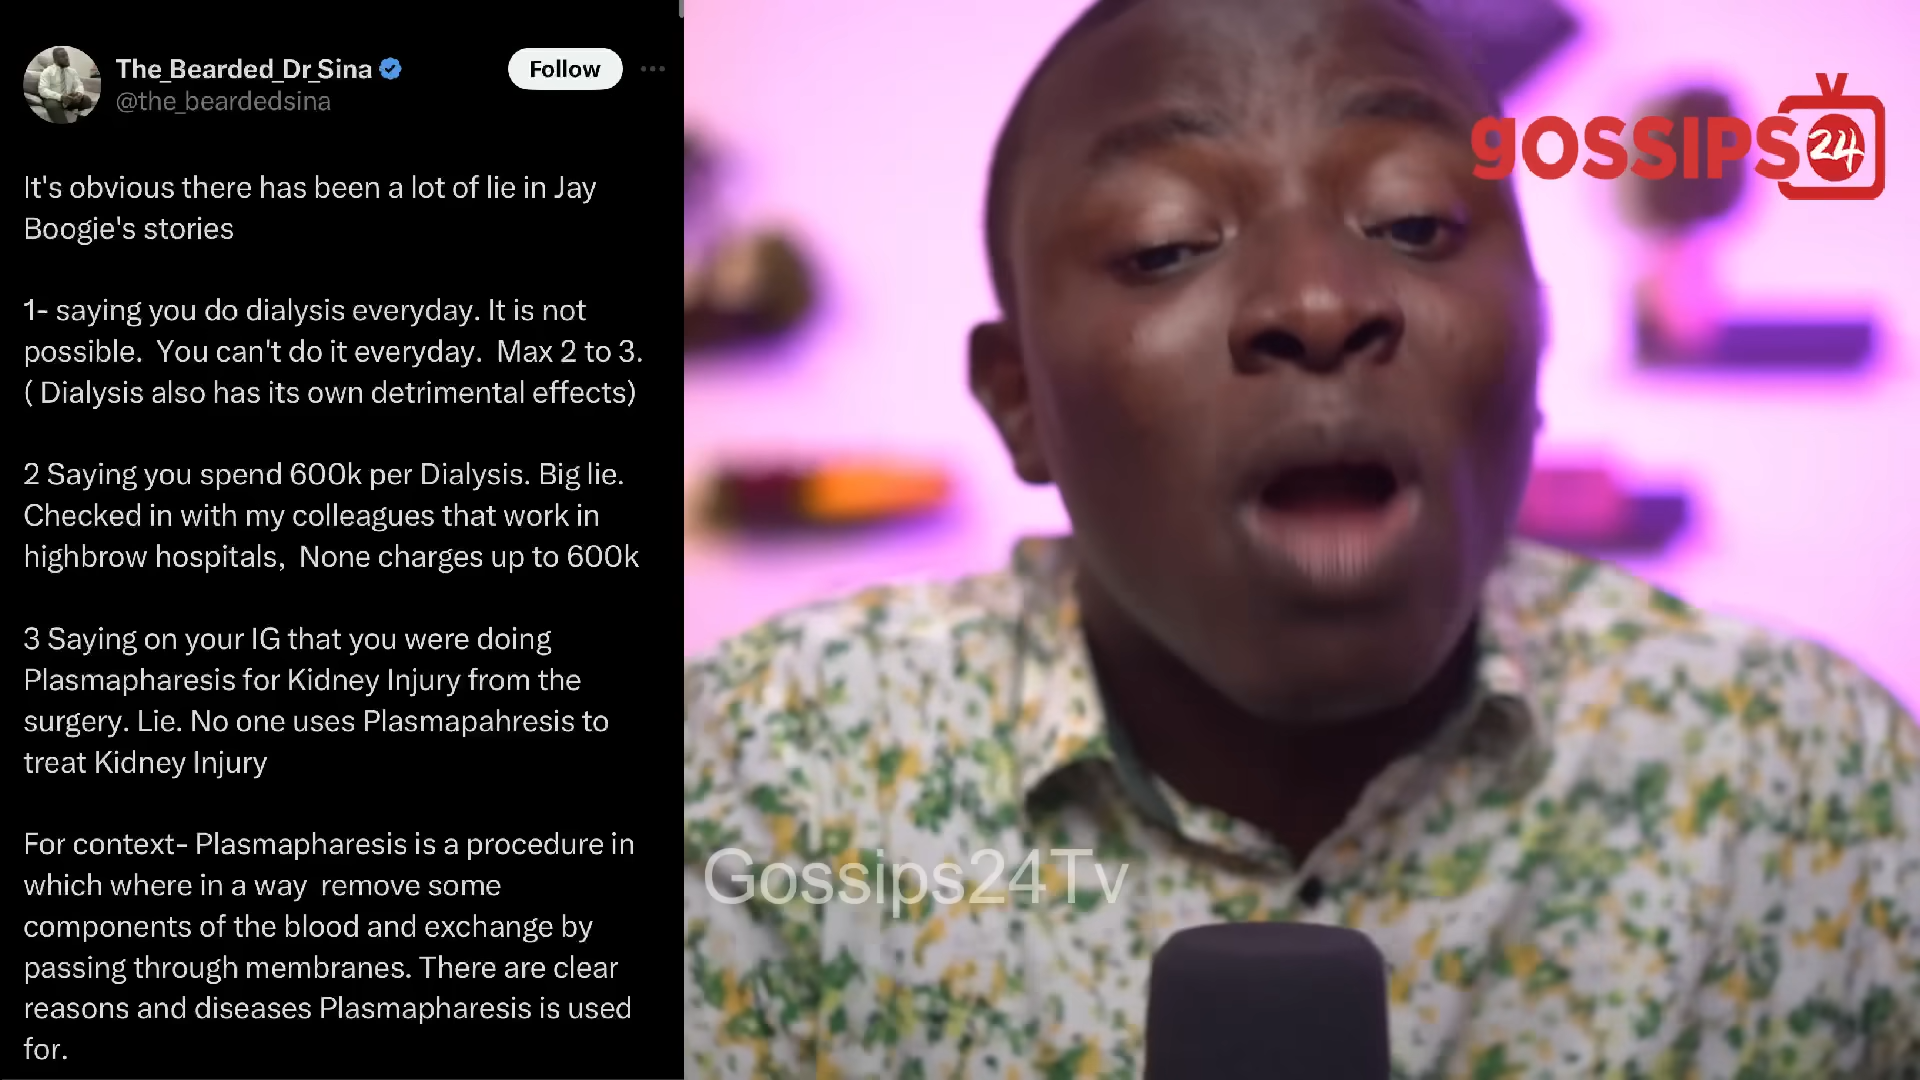 The_Bearded_Dr_Sina
Follow
@the_beardedsina
It's obvious there has been a lot of lie in Jay
Boogie's stories
1- saying you do dialysis everyday. It is not
possible.  You can't do it everyday.  Max 2 to 3.
( Dialysis also has its own detrimental effects)
2 Saying you spend 600k per Dialysis. Big lie.
Checked in with my colleagues that work in
highbrow hospitals,  None charges up to 600k
3 Saying on your IG that you were doing
Plasmapharesis for Kidney Injury from the
surgery. Lie. No one uses Plasmapahresis to
treat Kidney Injury
For context- Plasmapharesis is a procedure in
which where in a way  remove some
components of the blood and exchange by
passing through membranes. There are clear
reasons and diseases Plasmapharesis is used
for.
gOSSIPS24
Gossips24Tv